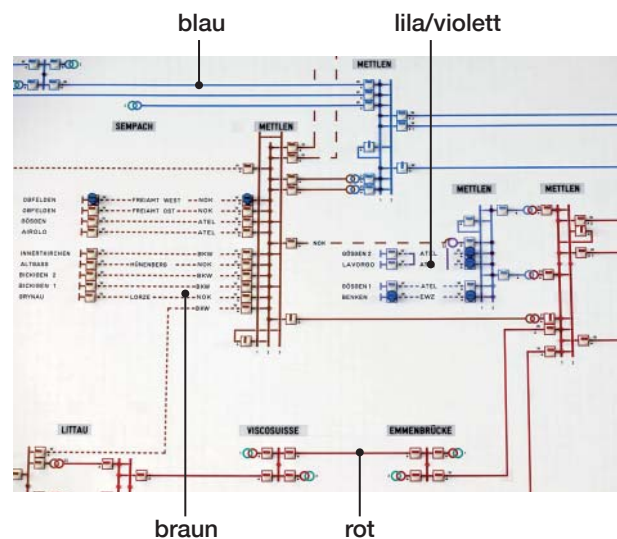 blau lila/violett
METTLEN
SEMPACH METTLEN
OBFELDEN FREIAMT WEST NOK
OBFELDEN FREIAMT OST NOK
GÖSGEN ATEL
AIROLO ATEL
METTLEN METTLEN
NOK
INNERTKIRCHEN BKW
ALTGASS HÜNENBERG NOK
BICKIGEN 2 BKW
BICKIGEN 1 BKW
GRYNAU LORZE NOK
BKW
GÖSGEN 2 ATEL
LAVORGO
GÖSGEN 1 ATEL
BENKEN EWZ
LITTAU VISCOSUISSE EMMENBRÜCKE
braun rot